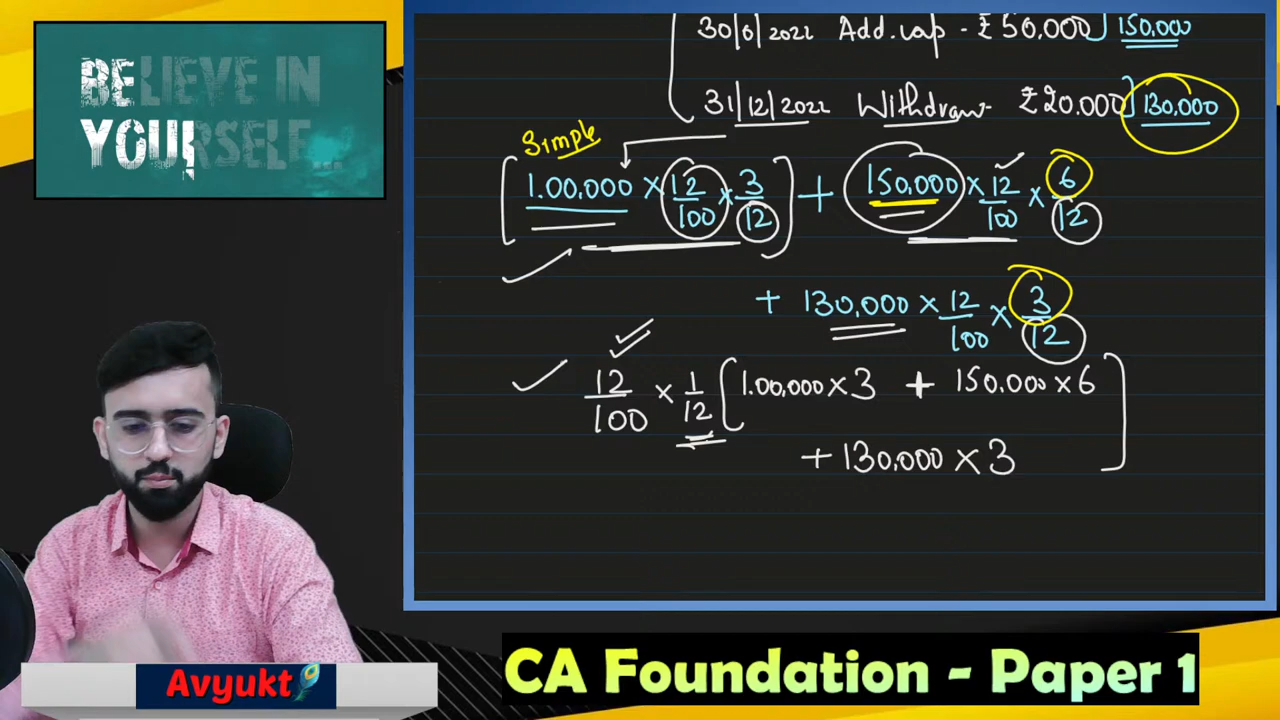 BELIEVE IN
YOURSELF...
30/6/2022 Add.cap - ₹50,000] 150,000
31/12/2022 Withdraw- ₹20.000] 130,000
Simple
[1.00,000 × 12/100 × 3/12] + 150,000 × 12/100 × 6/12
+ 130,000 × 12/100 × 3/12
12/100 × 1/12 [1.00,000 × 3 + 150.000 × 6
+ 130.000 × 3]
Avyukt
CA Foundation - Paper 1